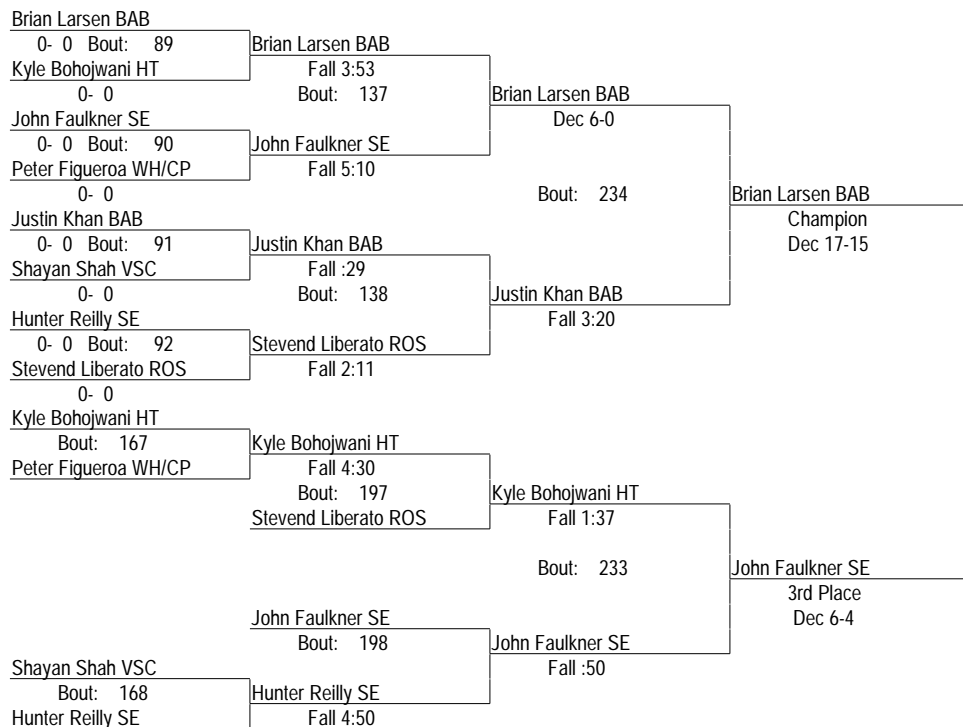 Brian Larsen BAB
0- 0 Bout: 89 Brian Larsen BAB
Kyle Bohojwani HT Fall 3:53
0- 0 Bout: 137 Brian Larsen BAB
John Faulkner SE Dec 6-0
0- 0 Bout: 90 John Faulkner SE
Peter Figueroa WH/CP Fall 5:10
0- 0 Bout: 234 Brian Larsen BAB
Justin Khan BAB Champion
0- 0 Bout: 91 Justin Khan BAB Dec 17-15
Shayan Shah VSC Fall :29
0- 0 Bout: 138 Justin Khan BAB
Hunter Reilly SE Fall 3:20
0- 0 Bout: 92 Stevend Liberato ROS
Stevend Liberato ROS Fall 2:11
0- 0
Kyle Bohojwani HT
Bout: 167 Kyle Bohojwani HT
Peter Figueroa WH/CP Fall 4:30
Bout: 197 Kyle Bohojwani HT
Stevend Liberato ROS Fall 1:37
Bout: 233 John Faulkner SE
3rd Place
John Faulkner SE Dec 6-4
Bout: 198 John Faulkner SE
Shayan Shah VSC Fall :50
Bout: 168 Hunter Reilly SE
Hunter Reilly SE Fall 4:50